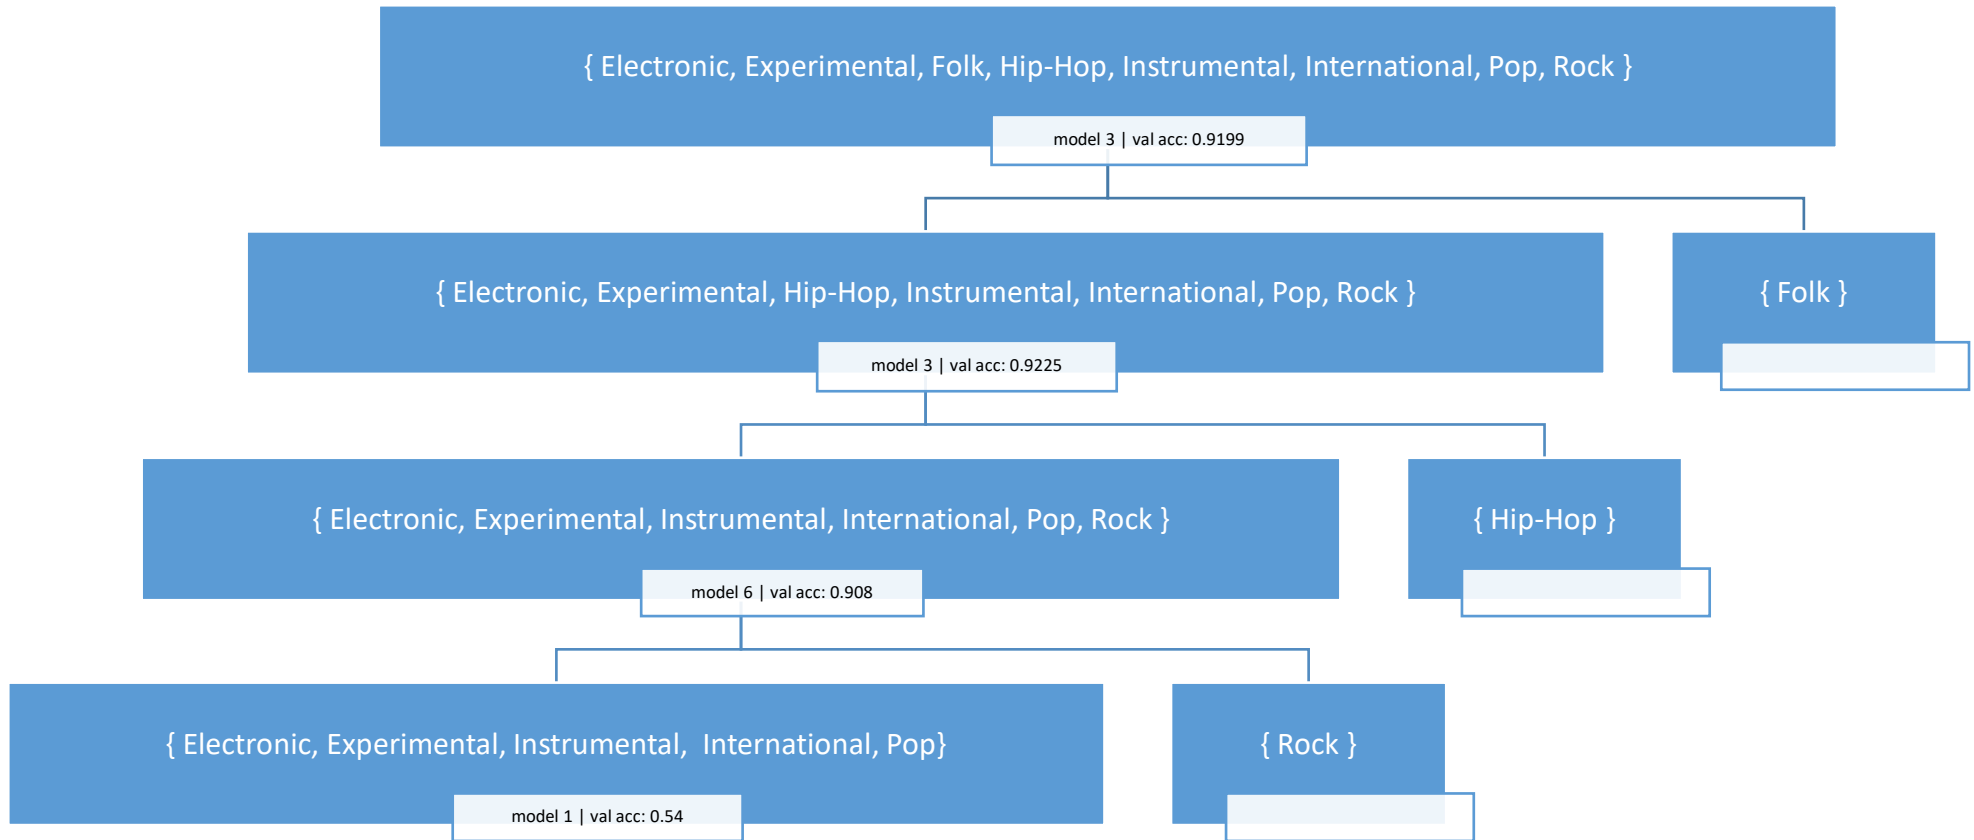 { Electronic, Experimental, Folk, Hip-Hop, Instrumental, International, Pop, Rock }
model 3 | val acc: 0.9199
{ Electronic, Experimental, Hip-Hop, Instrumental, International, Pop, Rock }
{ Folk }
model 3 | val acc: 0.9225
{ Electronic, Experimental, Instrumental, International, Pop, Rock }
{ Hip-Hop }
model 6 | val acc: 0.908
{ Electronic, Experimental, Instrumental,  International, Pop}
{ Rock }
model 1 | val acc: 0.54